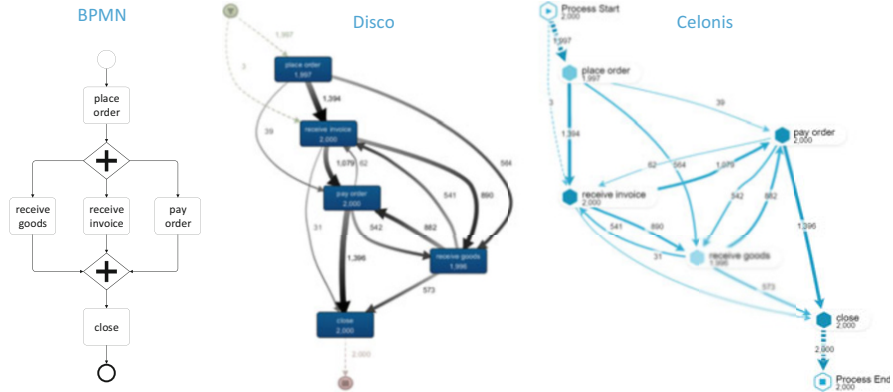 BPMN
place
order
receive
goods
receive
invoice
pay
order
close
Disco
1,997
3
place order
1,997
1,394
39
564
receive invoice
2,000
1,079
62
pay order
2,000
541
890
31
542
882
1,396
receive goods
1,996
573
close
2,000
2,000
Celonis
Process Start
2,000
1,997
place order
1,997
3
39
1,394
pay order
2,000
62
564
1,079
receive invoice
2,000
542
882
541
890
1,396
31
receive goods
1,996
573
close
2,000
2,000
Process End
2,000